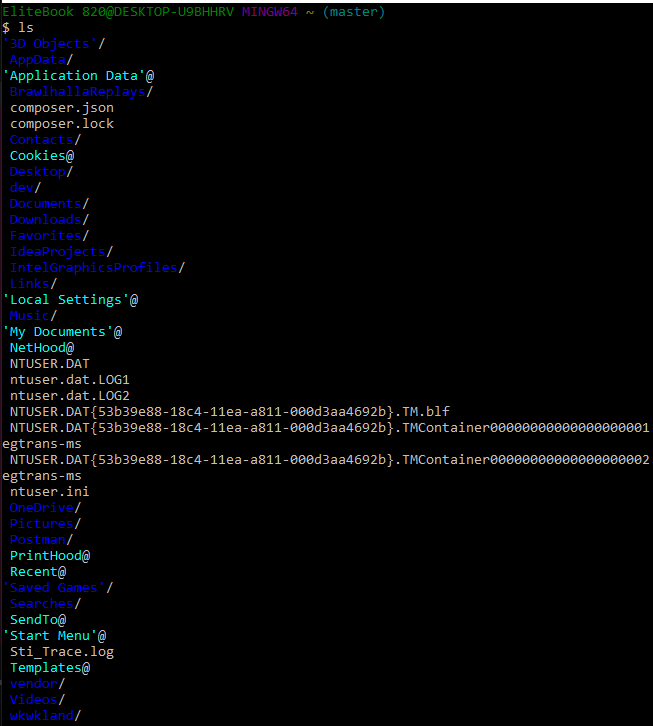 EliteBook 820@DESKTOP-U9BHHRV MINGW64 ~ (master)
$ ls
'3D Objects'/
AppData/
'Application Data'@
BrawlhallaReplays/
composer.json
composer.lock
Contacts/
Cookies@
Desktop/
dev/
Documents/
Downloads/
Favorites/
IdeaProjects/
IntelGraphicsProfiles/
Links/
'Local Settings'@
Music/
'My Documents'@
NetHood@
NTUSER.DAT
ntuser.dat.LOG1
ntuser.dat.LOG2
NTUSER.DAT{53b39e88-18c4-11ea-a811-000d3aa4692b}.TM.blf
NTUSER.DAT{53b39e88-18c4-11ea-a811-000d3aa4692b}.TMContainer00000000000000000001
egtrans-ms
NTUSER.DAT{53b39e88-18c4-11ea-a811-000d3aa4692b}.TMContainer00000000000000000002
egtrans-ms
ntuser.ini
OneDrive/
Pictures/
Postman/
PrintHood@
Recent@
'Saved Games'/
Searches/
SendTo@
'Start Menu'@
Sti_Trace.log
Templates@
vendor/
Videos/
wkwkland/